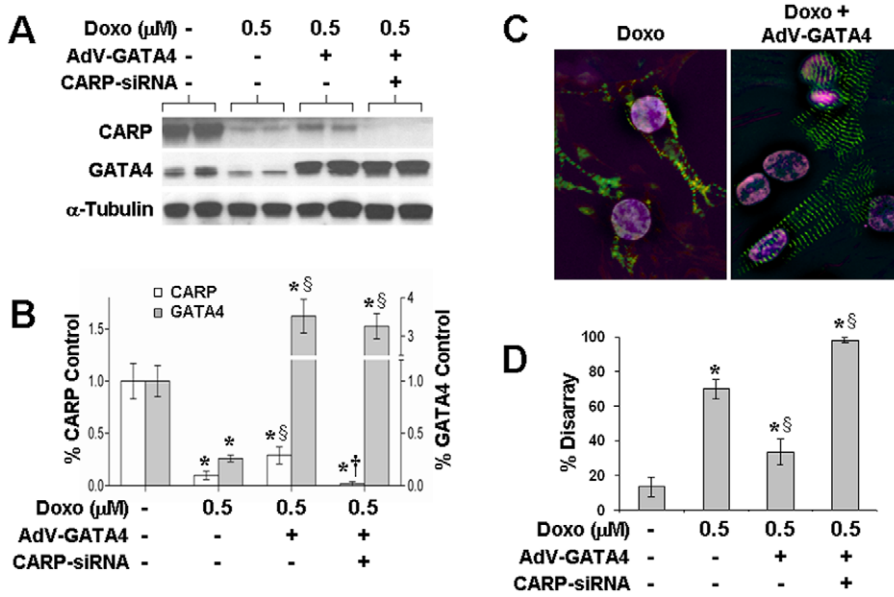 A
Doxo (µM) - 0.5 0.5 0.5
AdV-GATA4 - - + +
CARP-siRNA - - - +
CARP
GATA4
α-Tubulin
B
% CARP Control
1.5
1.0
0.5
0.0
CARP
GATA4
* * *§ *§ *† *§
4
3
1.0
0.5
0.0
% GATA4 Control
Doxo (µM) - 0.5 0.5 0.5
AdV-GATA4 - - + +
CARP-siRNA - - - +
C
Doxo
Doxo +
AdV-GATA4
D
% Disarray
100
80
60
40
20
0
* *§ *§
Doxo (µM) - 0.5 0.5 0.5
AdV-GATA4 - - + +
CARP-siRNA - - - +